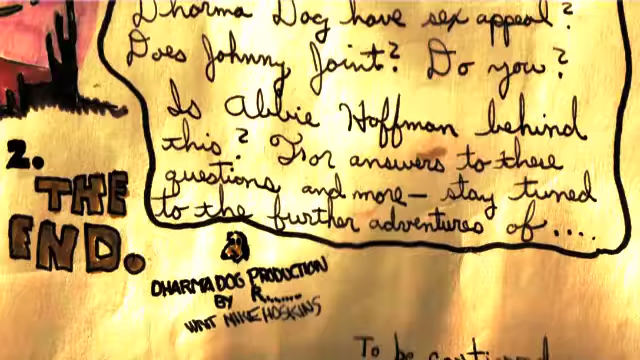 Dharma Dog have sex appeal?
Does Johnny Joint? Do you?
Is Abbie Hoffman behind
this? For answers to these
questions and more— stay tuned
to the further adventures of....
2.
THE
END.
DHARMA DOG PRODUCTION
BY R.......
MIKE HOSKINS
To be continued